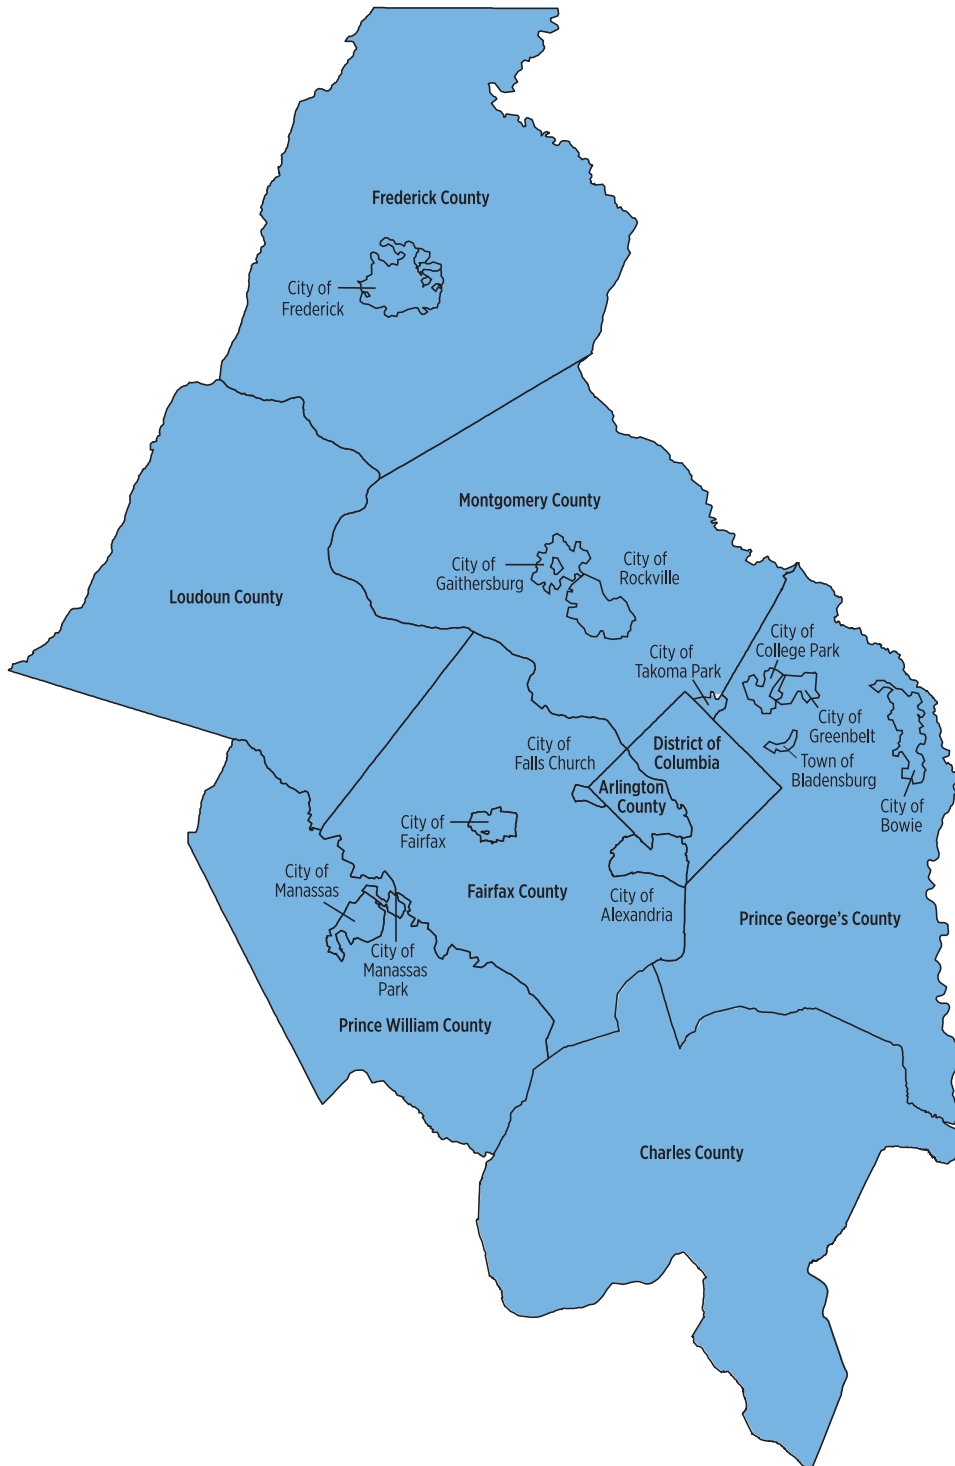 Frederick County
City of
Frederick
Montgomery County
City of
Gaithersburg
City of
Rockville
Loudoun County
City of
Takoma Park
City of
College Park
City of
Greenbelt
City of
Falls Church
District of
Columbia
Town of
Bladensburg
Arlington
County
City of
Bowie
City of
Fairfax
City of
Manassas
Fairfax County
City of
Alexandria
Prince George’s County
City of
Manassas
Park
Prince William County
Charles County